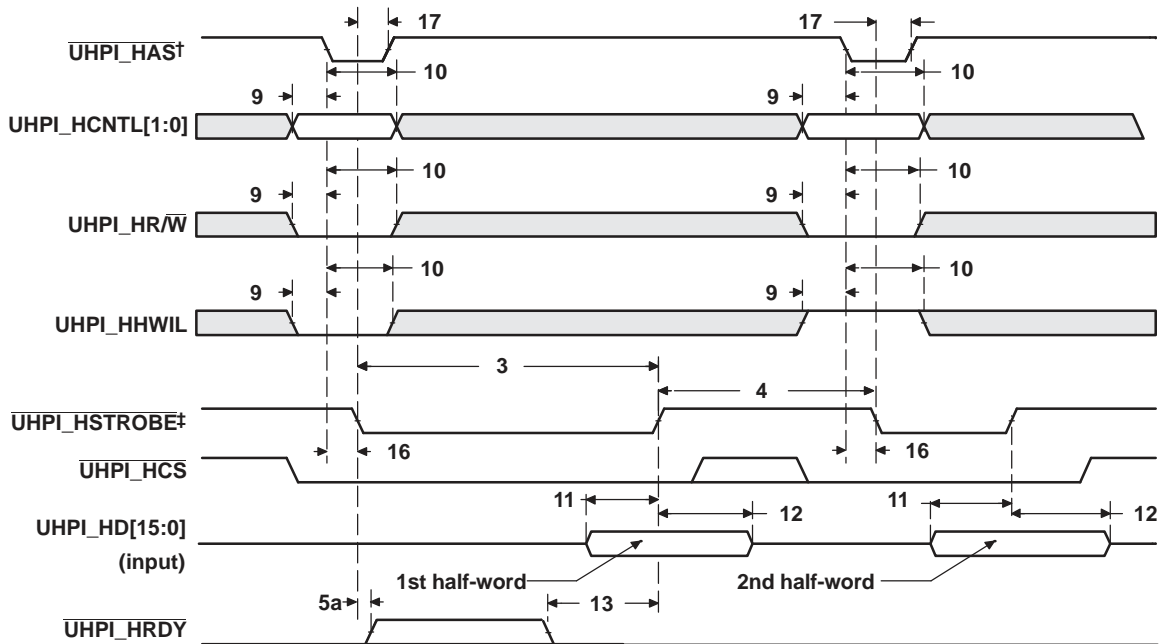 17 17
UHPI_HAS†
10 10
9 9
UHPI_HCNTL[1:0]
10 10
9 9
UHPI_HR/W
10 10
9 9
UHPI_HHWIL
3
4
UHPI_HSTROBE‡
16 16
UHPI_HCS
11 11
UHPI_HD[15:0] 12 12
(input)
1st half-word 2nd half-word
5a 13
UHPI_HRDY